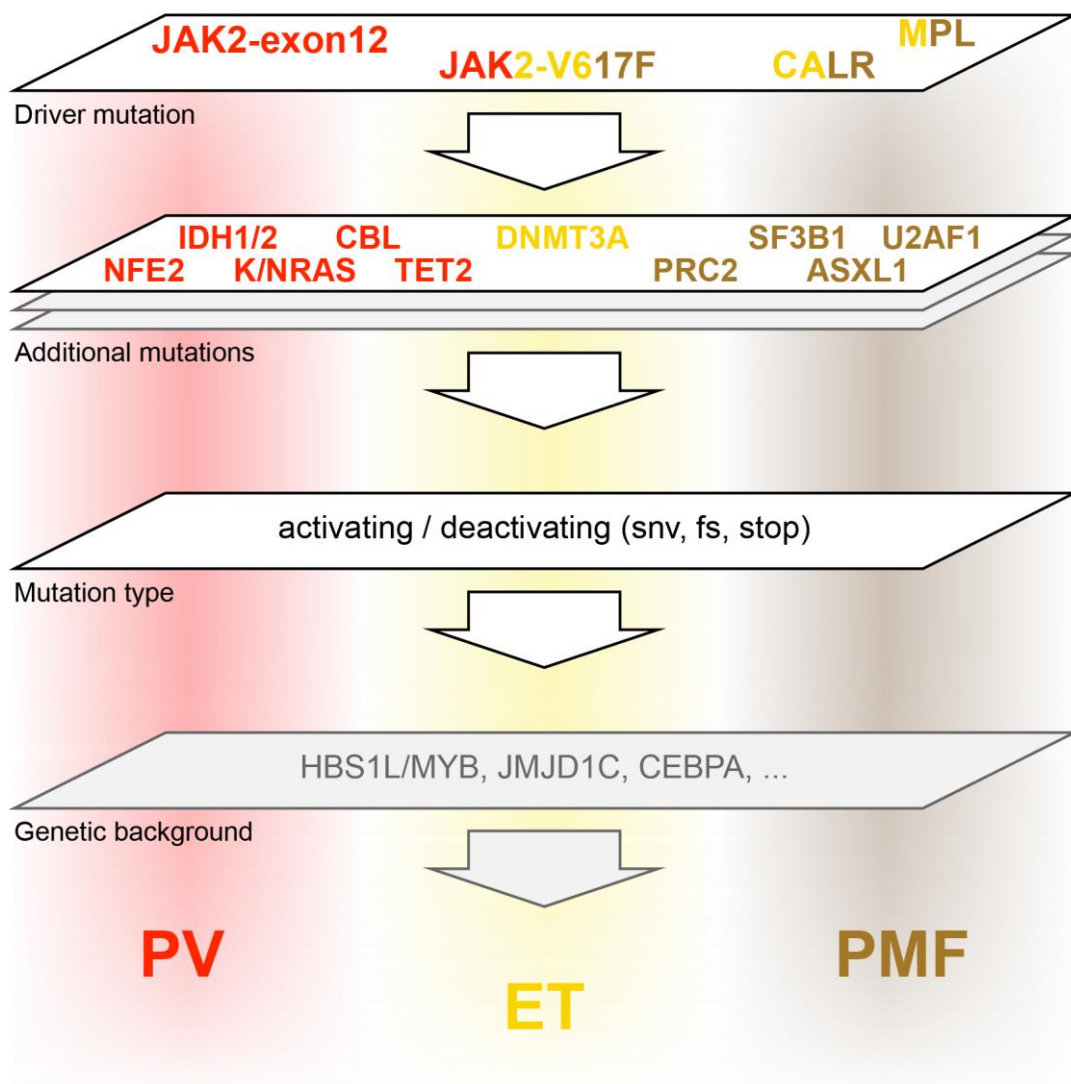 JAK2-exon12
JAK2-V617F
CALR
MPL
Driver mutation
IDH1/2 CBL DNMT3A SF3B1 U2AF1
NFE2 K/NRAS TET2 PRC2 ASXL1
Additional mutations
activating / deactivating (snv, fs, stop)
Mutation type
HBS1L/MYB, JMJD1C, CEBPA, ...
Genetic background
PV
PMF
ET